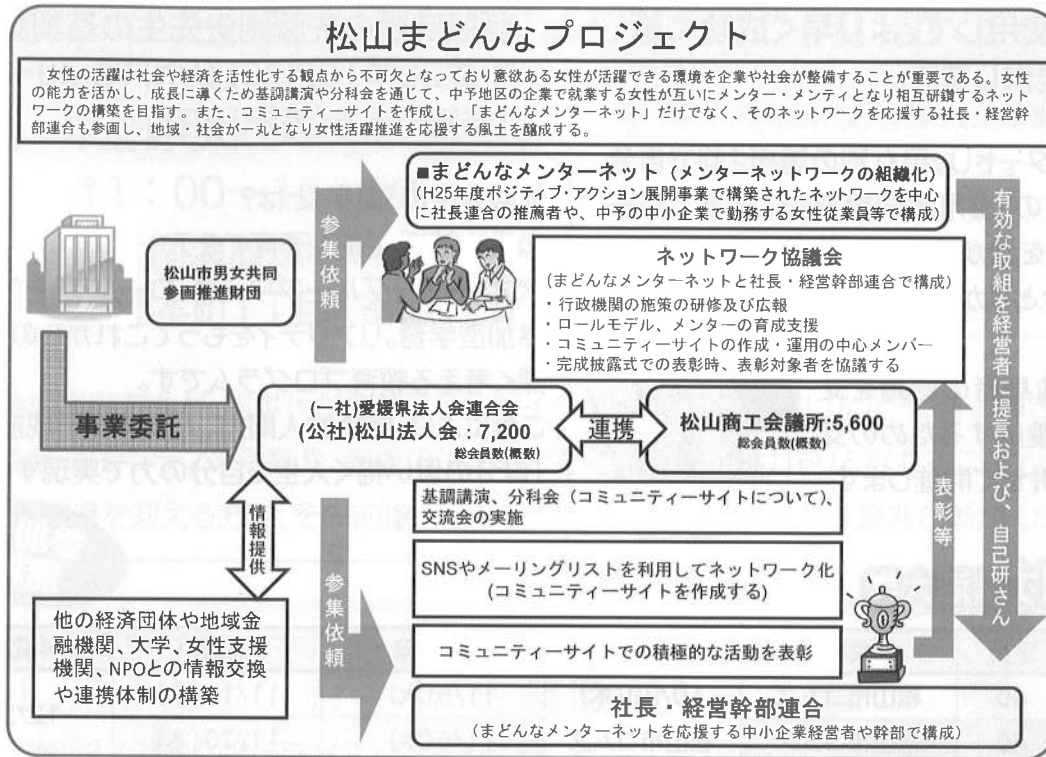 松山まどんなプロジェクト
女性の活躍は社会や経済を活性化する観点から不可欠となっており意欲ある女性が活躍できる環境を企業や社会が整備することが重要である。女性
の能力を活かし、成長に導くため基調講演や分科会を通じて、中予地区の企業で就業する女性が互いにメンター・メンティとなり相互研鑽するネット
ワークの構築を目指す。また、コミュニティーサイトを作成し、「まどんなメンターネット」だけでなく、そのネットワークを応援する社長・経営幹
部連合も参画し、地域・社会が一丸となり女性活躍推進を応援する風土を醸成する。
■まどんなメンターネット（メンターネットワークの組織化）
(H25年度ポジティブ・アクション展開事業で構築されたネットワークを中心
に社長連合の推薦者や、中予の中小企業で勤務する女性従業員等で構成)
参集依頼
松山市男女共同
参画推進財団
ネットワーク協議会
(まどんなメンターネットと社長・経営幹部連合で構成)
・行政機関の施策の研修及び広報
・ロールモデル、メンターの育成支援
・コミュニティーサイトの作成・運用の中心メンバー
・完成披露式での表彰時、表彰対象者を協議する
有効な取組を経営者に提言および、自己研さん
事業委託
(一社)愛媛県法人会連合会
(公社)松山法人会：7,200
総会員数(概数)
連携
松山商工会議所:5,600
総会員数(概数)
情報提供
参集依頼
基調講演、分科会（コミュニティーサイトについて）、
交流会の実施
SNSやメーリングリストを利用してネットワーク化
(コミュニティーサイトを作成する)
コミュニティーサイトでの積極的な活動を表彰
表彰等
他の経済団体や地域金
融機関、大学、女性支援
機関、NPOとの情報交換
や連携体制の構築
社長・経営幹部連合
(まどんなメンターネットを応援する中小企業経営者や幹部で構成)